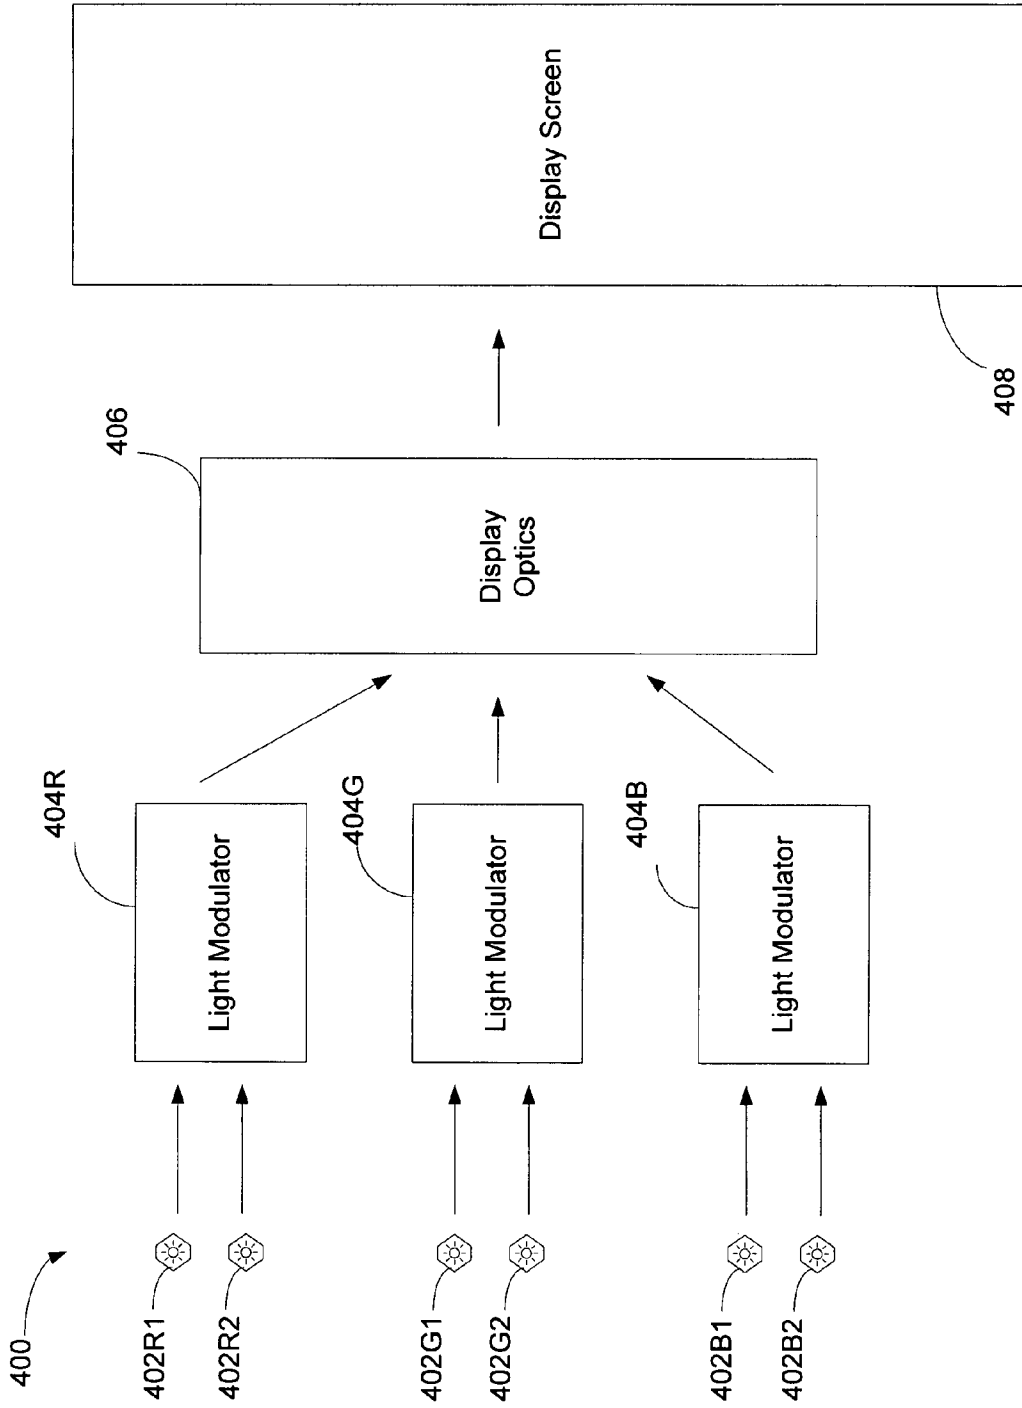 400
402R1
402R2
402G1
402G2
402B1
402B2
404R
Light Modulator
404G
Light Modulator
404B
Light Modulator
406
Display
Optics
Display Screen
408